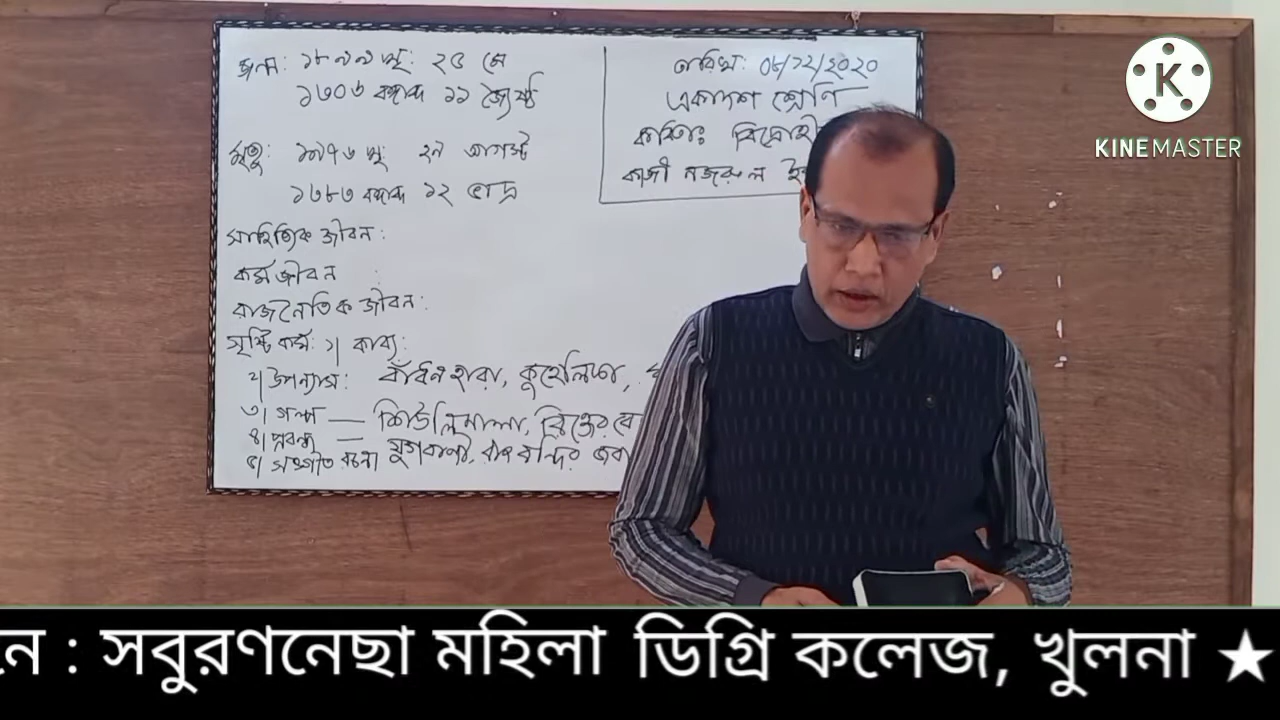 জন্ম: ১৮৯৯ খৃ: ২৫ মে
১৩০৬ বঙ্গাব্দ ১১ জ্যৈষ্ঠ
মৃত্যু: ১৯৭৬ খৃ: ২৯ আগস্ট
১৩৮৩ বঙ্গাব্দ ১২ ভাদ্র
সাহিত্যিক জীবন:
কর্মজীবন :
রাজনৈতিক জীবন:
সৃষ্টি কর্ম: ১| কাব্য:
২| উপন্যাস: বাঁধনহারা, কুহেলিকা,
৩| গল্প — শিউলিমালা, রিক্তের বে
৪| প্রবন্ধ — যুগবাণী, রাজবন্দির জবা
৫| সঙ্গীত রচনা
তারিখ: ০৮/১২/২০২০
একাদশ শ্রেণি
কবিতাঃ বিদ্রোহী
কাজী নজরুল ই
KINEMASTER
নে : সবুরণনেছা মহিলা ডিগ্রি কলেজ, খুলনা ★